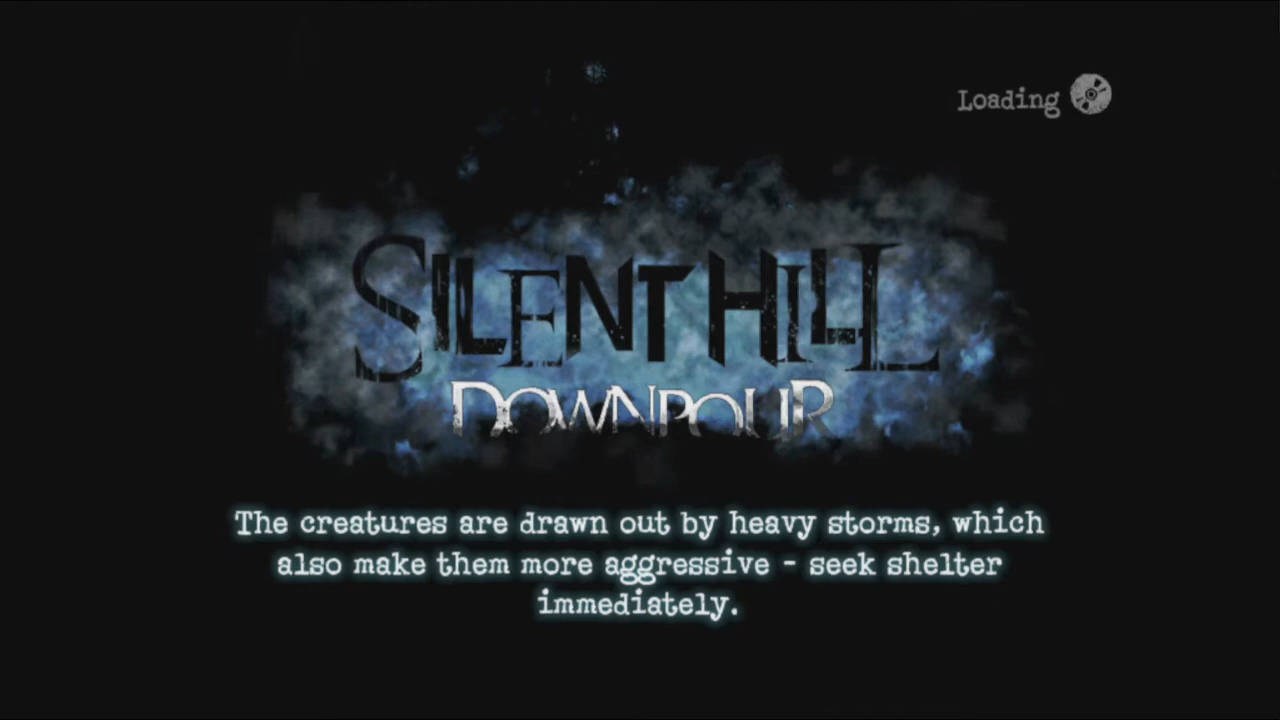 Loading
SILENT HILL
DOWNPOUR
The creatures are drawn out by heavy storms, which
also make them more aggressive - seek shelter
immediately.